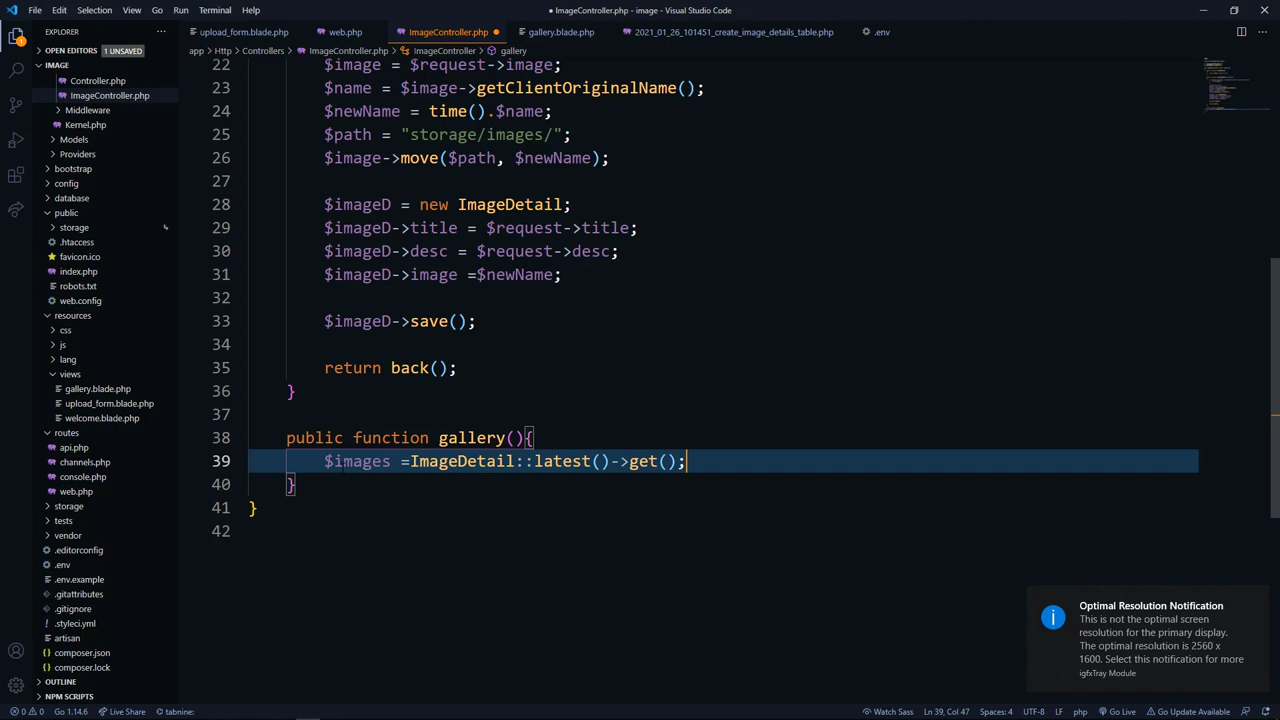 File Edit Selection View Go Run Terminal Help
● ImageController.php - image - Visual Studio Code
EXPLORER ···
OPEN EDITORS 1 UNSAVED
IMAGE
Controller.php
ImageController.php
Middleware
Kernel.php
Models
Providers
bootstrap
config
database
public
storage
.htaccess
favicon.ico
index.php
robots.txt
web.config
resources
css
js
lang
views
gallery.blade.php
upload_form.blade.php
welcome.blade.php
routes
api.php
channels.php
console.php
web.php
storage
tests
vendor
.editorconfig
.env
.env.example
.gitattributes
.gitignore
.styleci.yml
artisan
composer.json
composer.lock
OUTLINE
NPM SCRIPTS
upload_form.blade.php web.php ImageController.php ● gallery.blade.php 2021_01_26_101451_create_image_details_table.php .env
app > Http > Controllers > ImageController.php > ImageController > gallery
22 $image = $request->image;
23 $name = $image->getClientOriginalName();
24 $newName = time().$name;
25 $path = "storage/images/";
26 $image->move($path, $newName);
27
28 $imageD = new ImageDetail;
29 $imageD->title = $request->title;
30 $imageD->desc = $request->desc;
31 $imageD->image =$newName;
32
33 $imageD->save();
34
35 return back();
36 }
37
38 public function gallery(){
39 $images =ImageDetail::latest()->get();
40 }
41 }
42
Optimal Resolution Notification
This is not the optimal screen
resolution for the primary display.
The optimal resolution is 2560 x
1600. Select this notification for more
igfxTray Module
0 0 Go 1.14.6 Live Share tabnine: Watch Sass Ln 39, Col 47 Spaces: 4 UTF-8 LF php Go Live Go Update Available